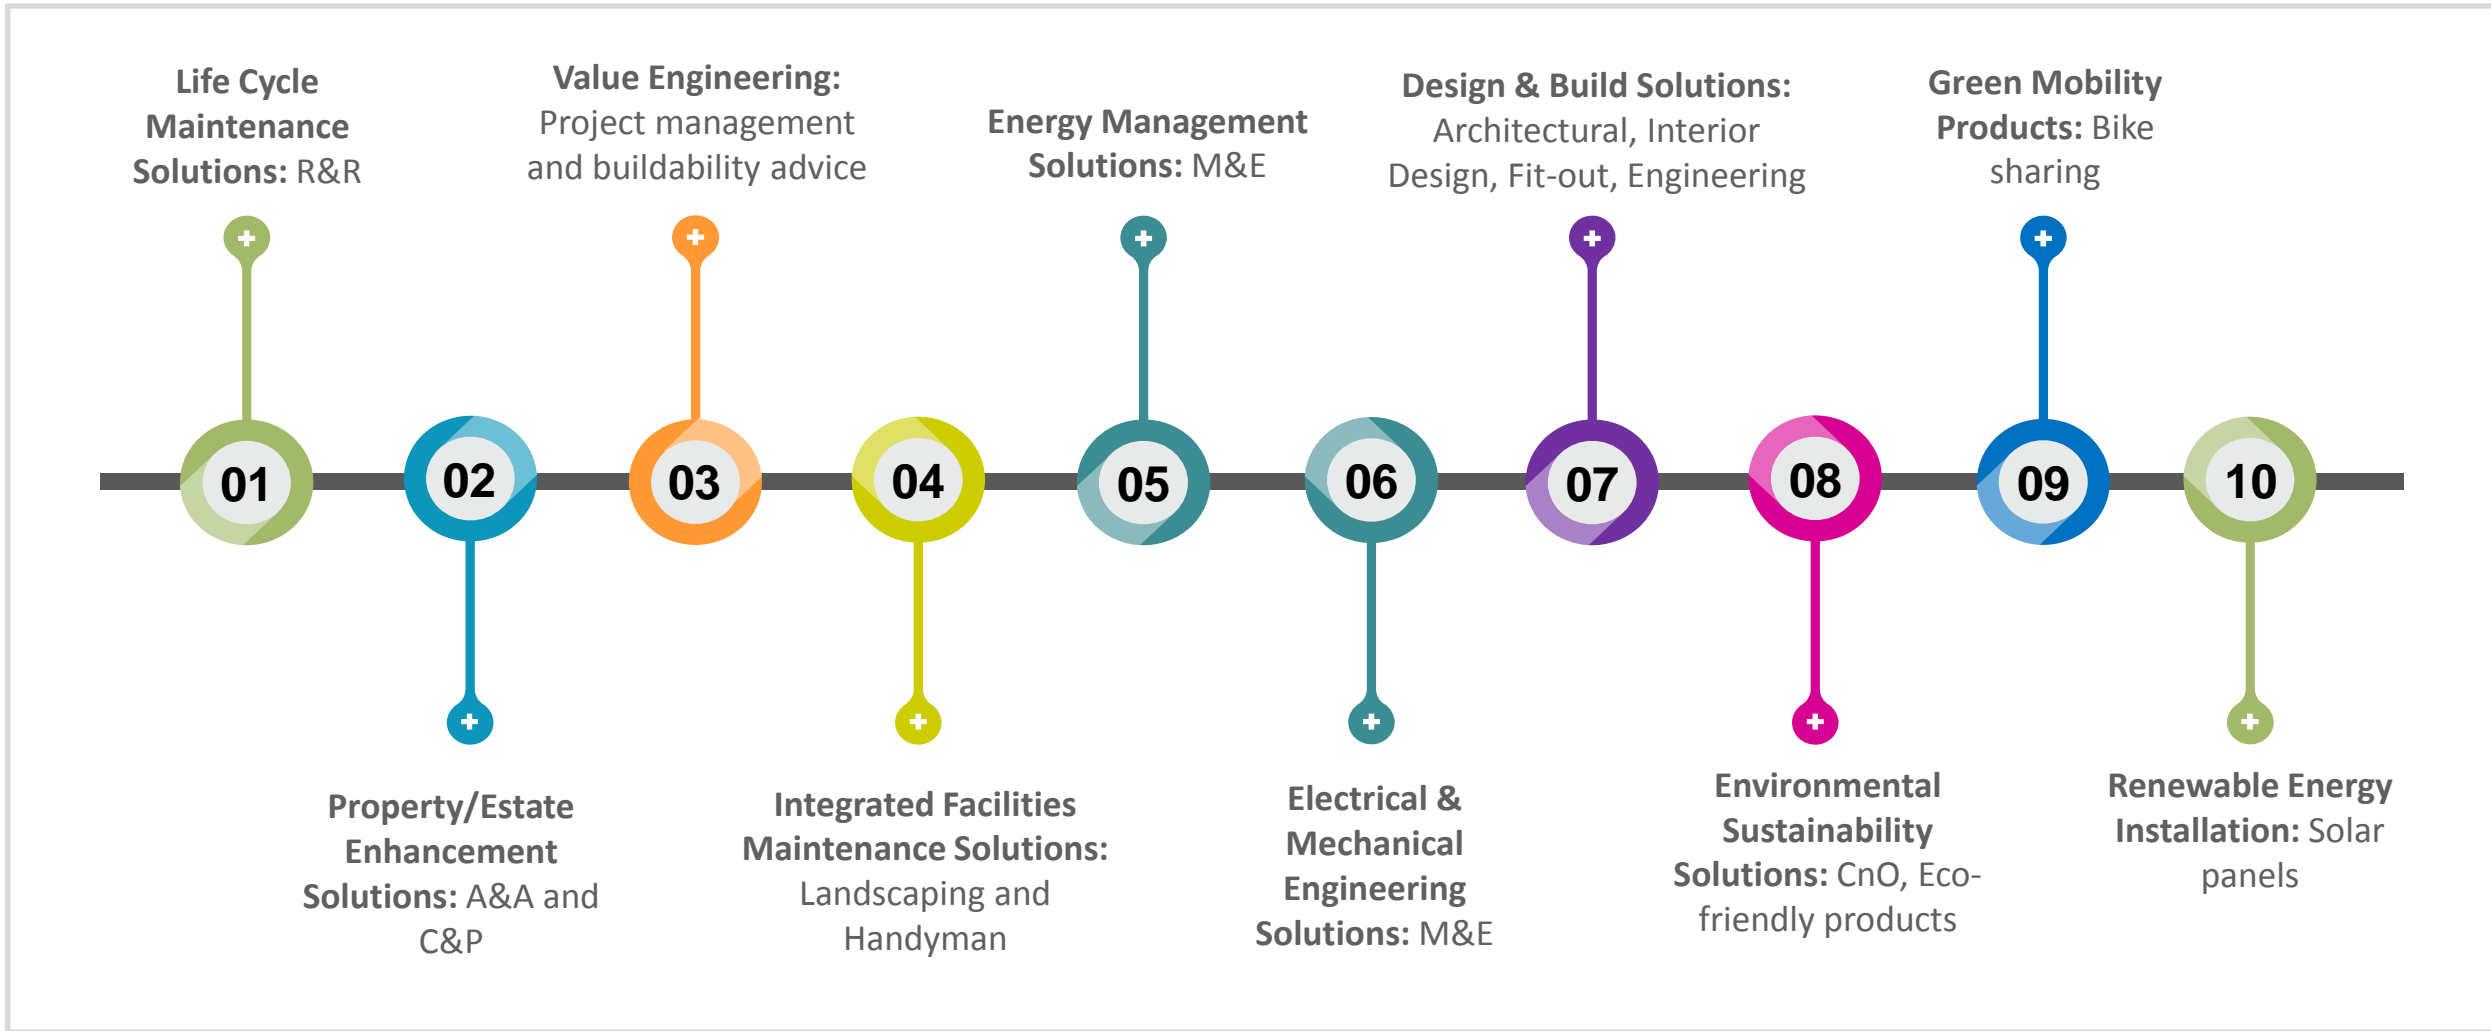 Life Cycle
Maintenance
Solutions: R&R
Value Engineering:
Project management
and buildability advice
Energy Management
Solutions: M&E
Design & Build Solutions:
Architectural, Interior
Design, Fit-out, Engineering
Green Mobility
Products: Bike
sharing
01
02
03
04
05
06
07
08
09
10
Property/Estate
Enhancement
Solutions: A&A and
C&P
Integrated Facilities
Maintenance Solutions:
Landscaping and
Handyman
Electrical &
Mechanical
Engineering
Solutions: M&E
Environmental
Sustainability
Solutions: CnO, Eco-
friendly products
Renewable Energy
Installation: Solar
panels